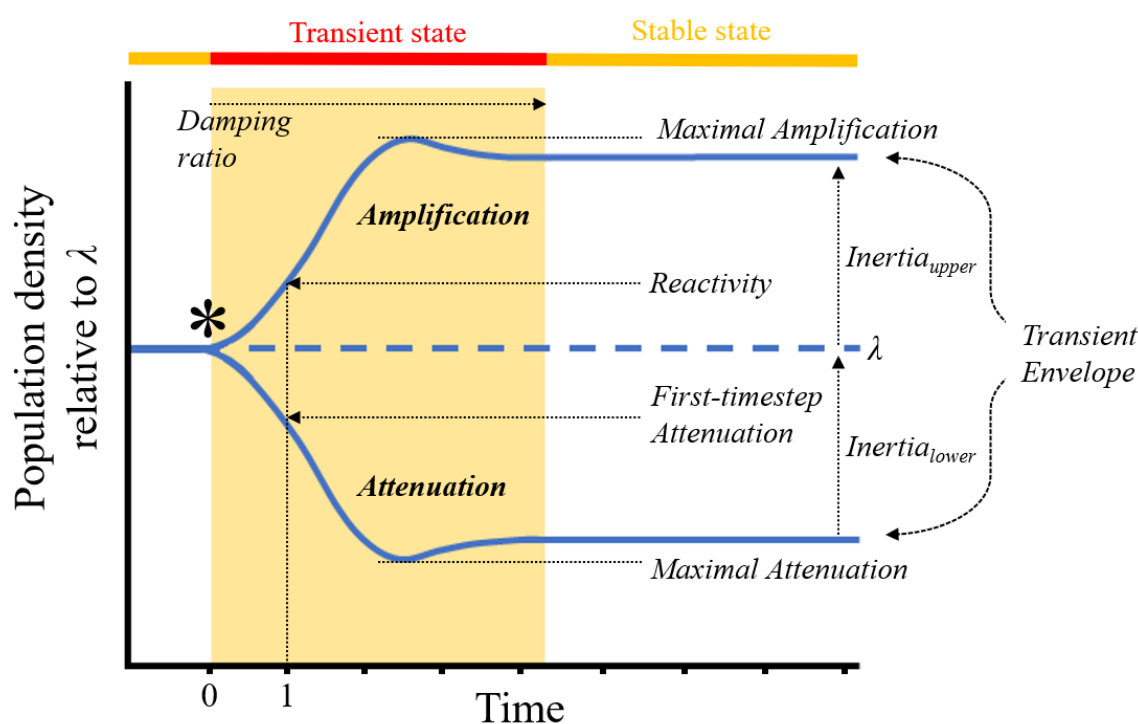 Transient state
Stable state
Damping
ratio
Maximal Amplification
Amplification
Inertiaupper
Reactivity
*
λ
Transient
Envelope
First-timestep
Attenuation
Inertialower
Attenuation
Maximal Attenuation
Population density
relative to λ
0
1
Time